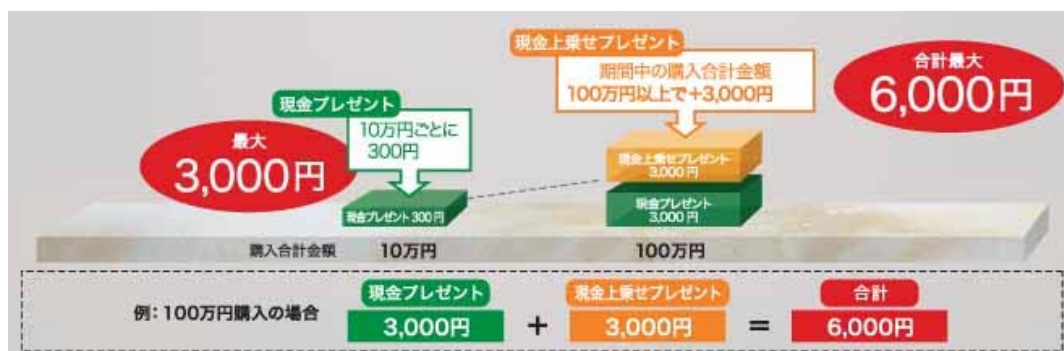 現金上乗せプレゼント
期間中の購入合計金額
100万円以上で+3,000円
合計最大
6,000円
現金プレゼント
10万円ごとに
300円
最大
3,000円
現金上乗せプレゼント
3,000円
現金プレゼント
3,000円
現金プレゼント 300円
購入合計金額
10万円
100万円
例：100万円購入の場合
現金プレゼント
3,000円
+
現金上乗せプレゼント
3,000円
=
合計
6,000円